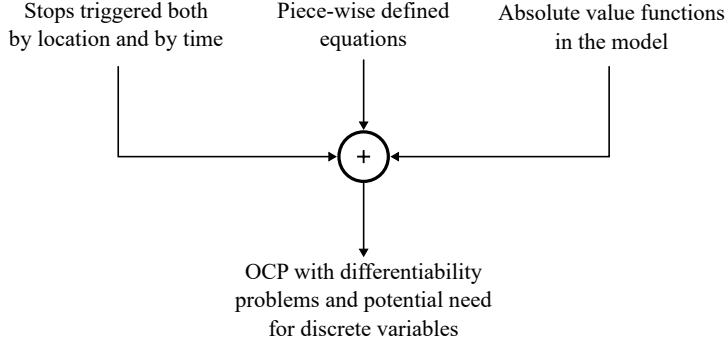 Stops triggered both
by location and by time
Piece-wise defined
equations
Absolute value functions
in the model
+
OCP with differentiability
problems and potential need
for discrete variables